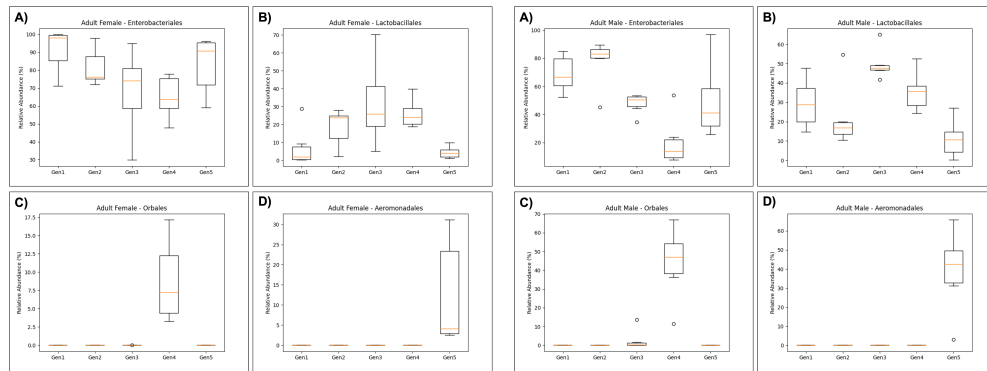 A)
Adult Female - Enterobacteriales
Relative Abundance (%)
100
90
80
70
60
50
40
30
Gen1 Gen2 Gen3 Gen4 Gen5
B)
Adult Female - Lactobacillales
Relative Abundance (%)
70
60
50
40
30
20
10
0
Gen1 Gen2 Gen3 Gen4 Gen5
A)
Adult Male - Enterobacteriales
Relative Abundance (%)
100
80
60
40
20
Gen1 Gen2 Gen3 Gen4 Gen5
B)
Adult Male - Lactobacillales
Relative Abundance (%)
60
50
40
30
20
10
0
Gen1 Gen2 Gen3 Gen4 Gen5
C)
Adult Female - Orbales
Relative Abundance (%)
17.5
15.0
12.5
10.0
7.5
5.0
2.5
0.0
Gen1 Gen2 Gen3 Gen4 Gen5
D)
Adult Female - Aeromonadales
Relative Abundance (%)
30
25
20
15
10
5
0
Gen1 Gen2 Gen3 Gen4 Gen5
C)
Adult Male - Orbales
Relative Abundance (%)
70
60
50
40
30
20
10
0
Gen1 Gen2 Gen3 Gen4 Gen5
D)
Adult Male - Aeromonadales
Relative Abundance (%)
60
50
40
30
20
10
0
Gen1 Gen2 Gen3 Gen4 Gen5